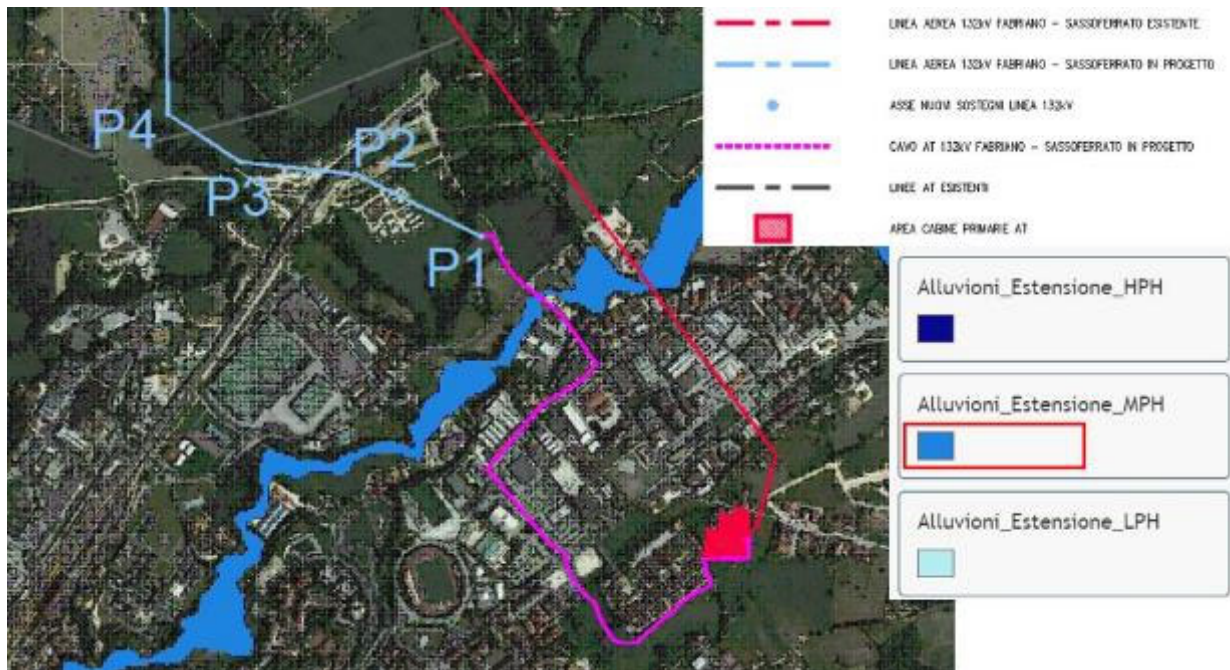 LINEA AEREA 132kV FABRIANO - SASSOFERRATO ESISTENTE
LINEA AEREA 132kV FABRIANO - SASSOFERRATO IN PROGETTO
ASSE NUOVI SOSTEGNI LINEA 132kV
CAVO AT 132kV FABRIANO - SASSOFERRATO IN PROGETTO
LINEE AT ESISTENTI
AREA CABINE PRIMARIE AT
P4
P2
P3
P1
Alluvioni_Estensione_HPH
Alluvioni_Estensione_MPH
Alluvioni_Estensione_LPH